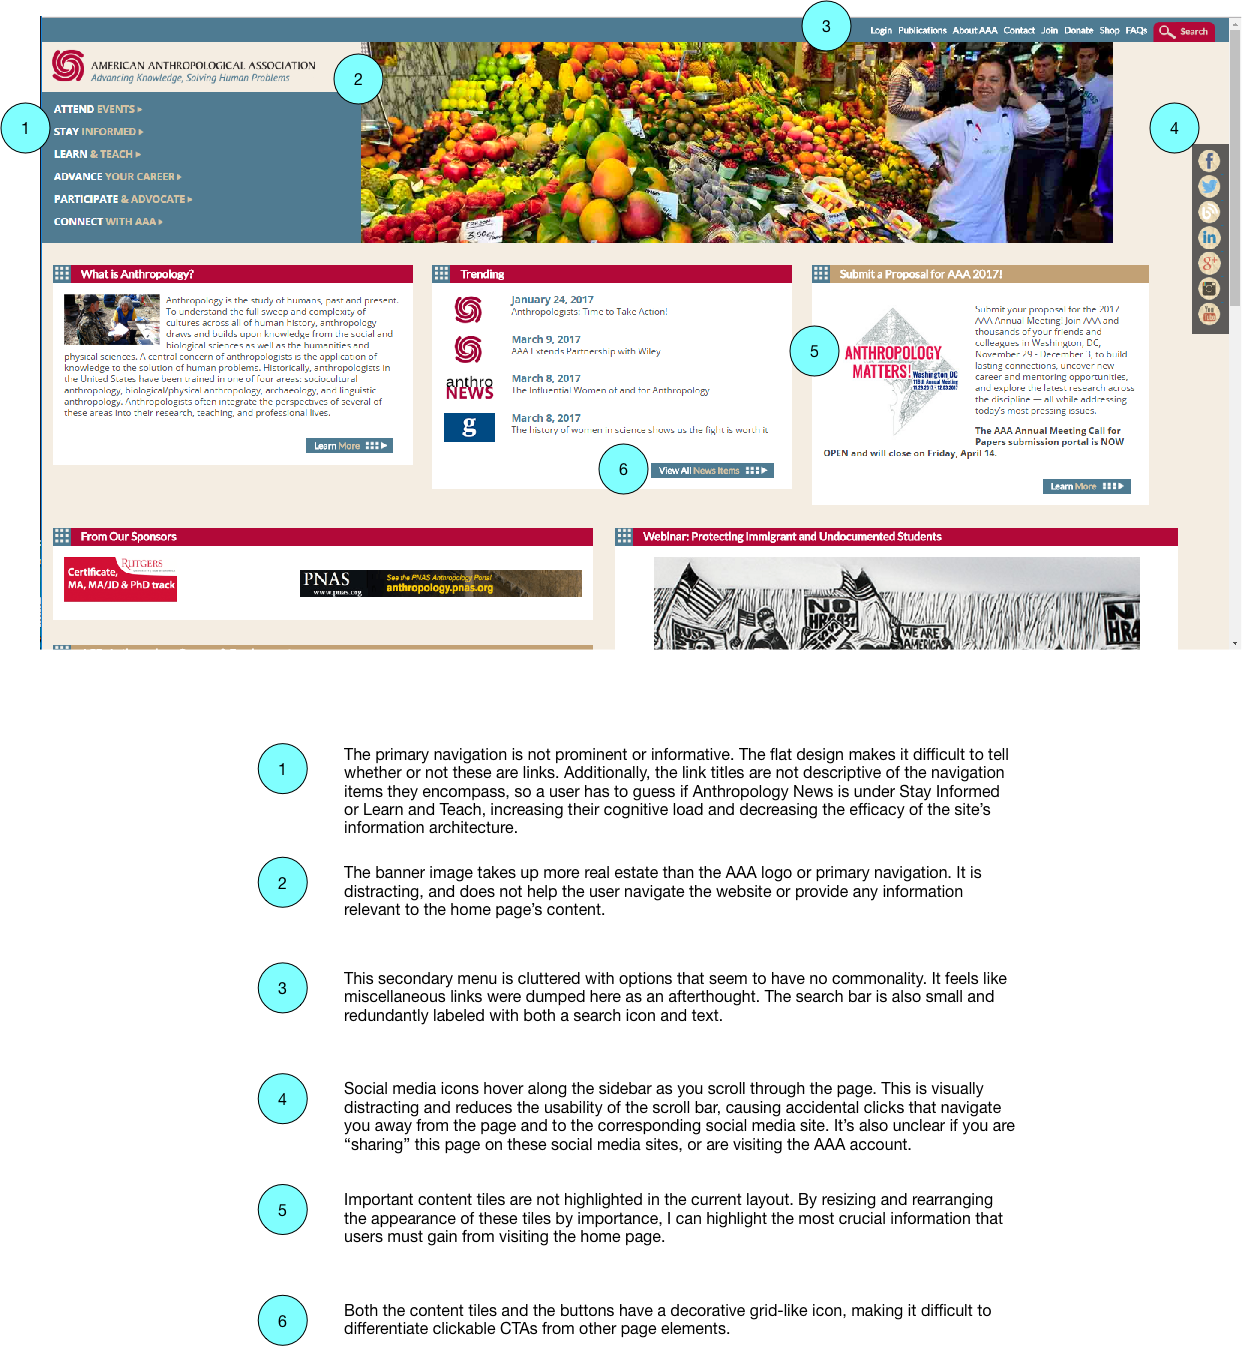 3
Login Publications About AAA Contact Join Donate Shop FAQs Search
AMERICAN ANTHROPOLOGICAL ASSOCIATION
Advancing Knowledge, Solving Human Problems
2
1
ATTEND EVENTS
STAY INFORMED
LEARN & TEACH
ADVANCE YOUR CAREER
PARTICIPATE & ADVOCATE
CONNECT WITH AAA
3.50
4
What is Anthropology?
Anthropology is the study of humans, past and present.
To understand the full sweep and complexity of
cultures across all of human history, anthropology
draws and builds upon knowledge from the social and
biological sciences as well as the humanities and
physical sciences. A central concern of anthropologists is the application of
knowledge to the solution of human problems. Historically, anthropologists in
the United States have been trained in one of four areas: sociocultural
anthropology, biological/physical anthropology, archaeology, and linguistic
anthropology. Anthropologists often integrate the perspectives of several of
these areas into their research, teaching, and professional lives.
Learn More
Trending
January 24, 2017
Anthropologists: Time to Take Action!
March 9, 2017
AAA Extends Partnership with Wiley
anthro
NEWS
March 8, 2017
The Influential Women of and for Anthropology
g
March 8, 2017
The history of women in science shows us the fight is worth it
6
View All News Items
Submit a Proposal for AAA 2017!
5
ANTHROPOLOGY
MATTERS!
Washington DC
Submit your proposal for the 2017
AAA Annual Meeting. Join AAA and
thousands of your friends and
colleagues in Washington, DC,
November 29 - December 3, to build
lasting connections, uncover new
career and mentoring opportunities,
and explore the latest research across
the discipline — all while addressing
today's most pressing issues.
The AAA Annual Meeting Call for
Papers submission portal is NOW
OPEN and will close on Friday, April 14.
Learn More
From Our Sponsors
RUTGERS
Certificate,
MA, MA/JD & PhD track
PNAS
www.pnas.org
See the PNAS Anthropology Portal
anthropology.pnas.org
Webinar: Protecting Immigrant and Undocumented Students
NO
HR4437
WE ARE
AMERICA
1
The primary navigation is not prominent or informative. The flat design makes it difficult to tell
whether or not these are links. Additionally, the link titles are not descriptive of the navigation
items they encompass, so a user has to guess if Anthropology News is under Stay Informed
or Learn and Teach, increasing their cognitive load and decreasing the efficacy of the site's
information architecture.
2
The banner image takes up more real estate than the AAA logo or primary navigation. It is
distracting, and does not help the user navigate the website or provide any information
relevant to the home page's content.
3
This secondary menu is cluttered with options that seem to have no commonality. It feels like
miscellaneous links were dumped here as an afterthought. The search bar is also small and
redundantly labeled with both a search icon and text.
4
Social media icons hover along the sidebar as you scroll through the page. This is visually
distracting and reduces the usability of the scroll bar, causing accidental clicks that navigate
you away from the page and to the corresponding social media site. It's also unclear if you are
“sharing” this page on these social media sites, or are visiting the AAA account.
5
Important content tiles are not highlighted in the current layout. By resizing and rearranging
the appearance of these tiles by importance, I can highlight the most crucial information that
users must gain from visiting the home page.
6
Both the content tiles and the buttons have a decorative grid-like icon, making it difficult to
differentiate clickable CTAs from other page elements.